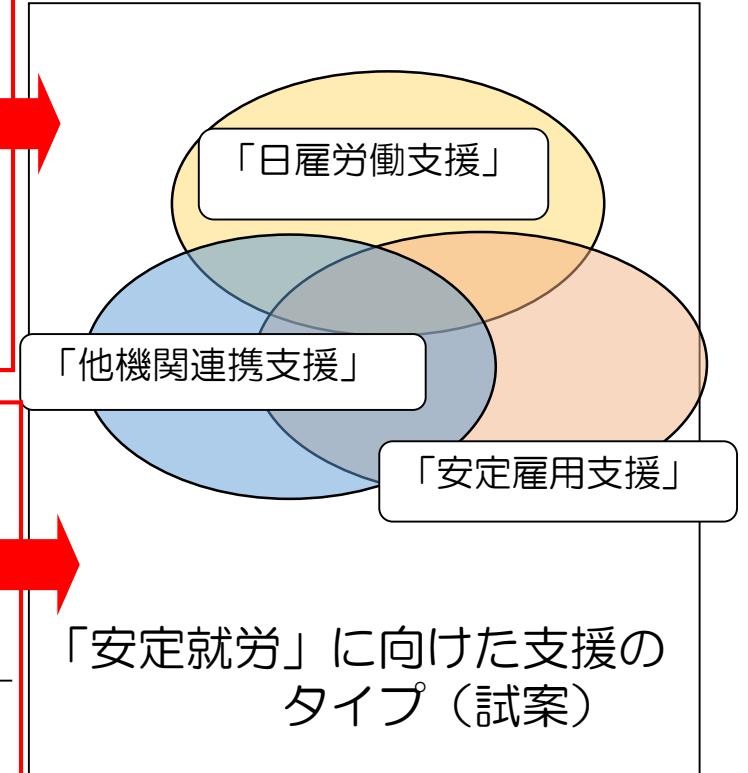 「日雇労働支援」
「他機関連携支援」
「安定雇用支援」
「安定就労」に向けた支援の
タイプ（試案）